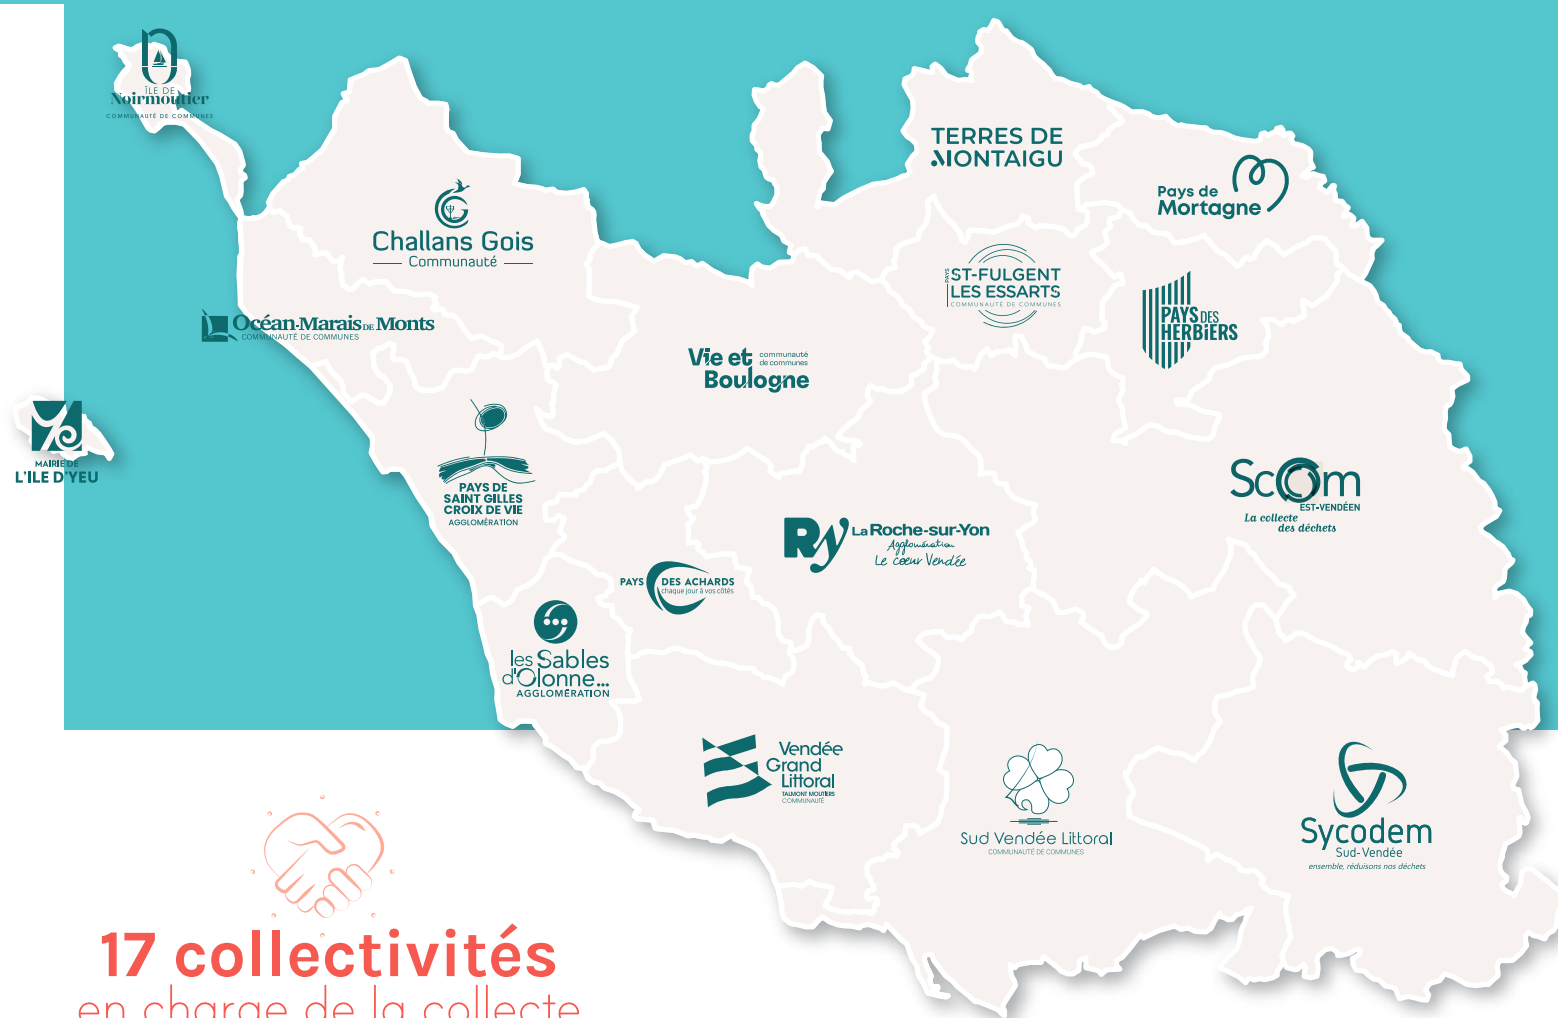 ÎLE DE
Noirmoutier
COMMUNAUTÉ DE COMMUNES
TERRES DE
MONTAIGU
Pays de
Mortagne
Challans Gois
Communauté
PAYS
ST-FULGENT
LES ESSARTS
COMMUNAUTÉ DE COMMUNES
PAYS DES
HERBIERS
Océan-Marais DE Monts
COMMUNAUTÉ DE COMMUNES
Vie et
Boulogne
communauté
de communes
MAIRIE DE
L'ILE D'YEU
PAYS DE
SAINT GILLES
CROIX DE VIE
AGGLOMÉRATION
Scom
EST-VENDÉEN
La collecte
des déchets
Ry
La Roche-sur-Yon
Agglomération
Le cœur Vendée
PAYS DES ACHARDS
chaque jour à vos côtés
les Sables
d'Olonne...
AGGLOMÉRATION
Vendée
Grand
Littoral
TALMONT MOUTIERS
COMMUNAUTÉ
Sud Vendée Littoral
COMMUNAUTÉ DE COMMUNES
Sycodem
Sud-Vendée
ensemble, réduisons nos déchets
17 collectivités
en charge de la collecte